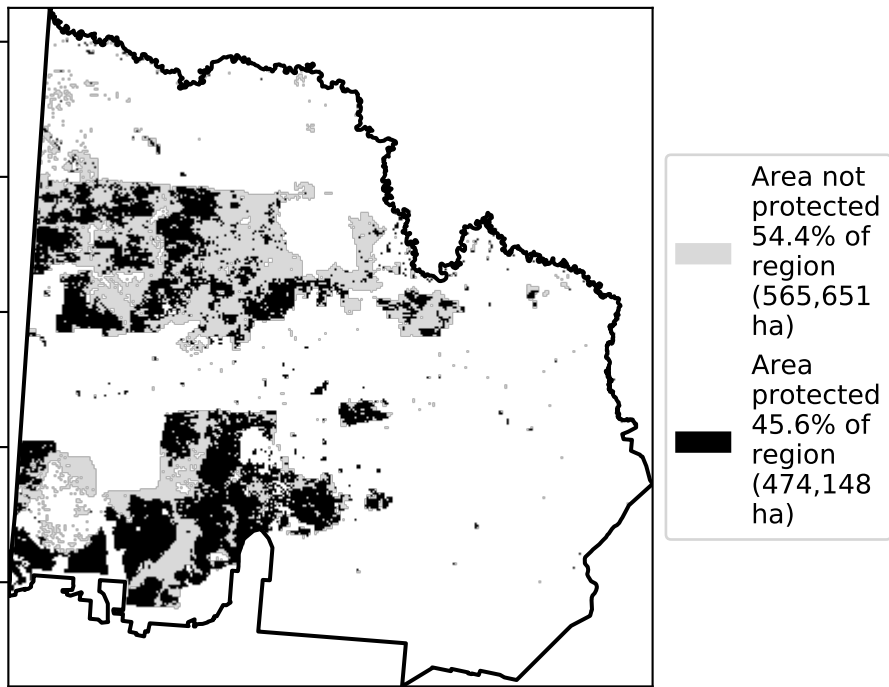 Area not
protected
54.4% of
region
(565,651
ha)
Area
protected
45.6% of
region
(474,148
ha)